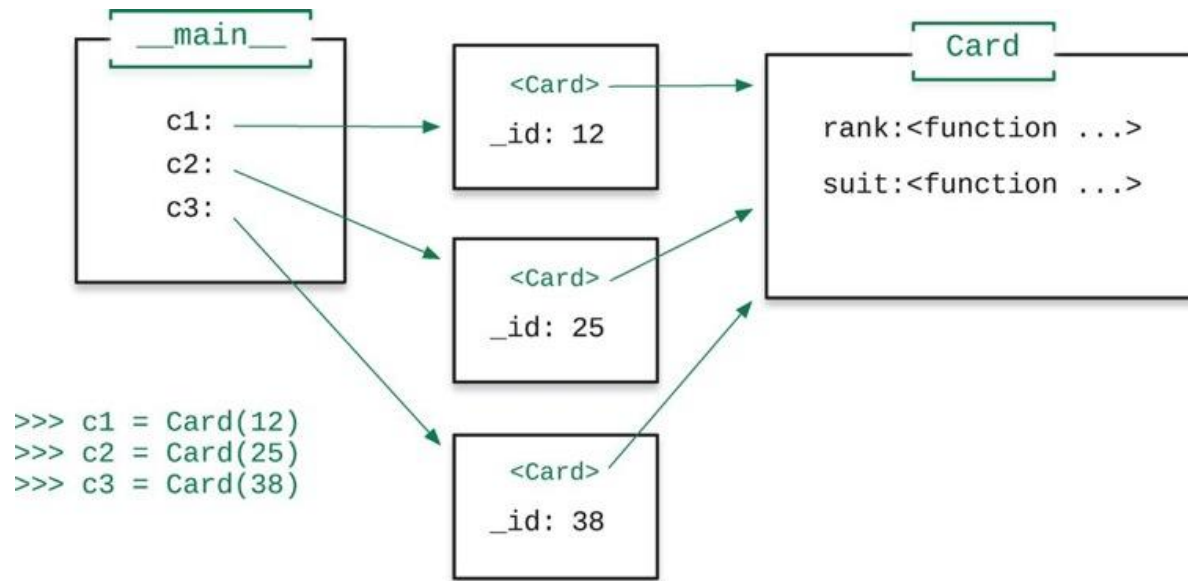 __main__
c1:
c2:
c3:
<Card>
_id: 12
<Card>
_id: 25
<Card>
_id: 38
Card
rank:<function ...>
suit:<function ...>
>>> c1 = Card(12)
>>> c2 = Card(25)
>>> c3 = Card(38)